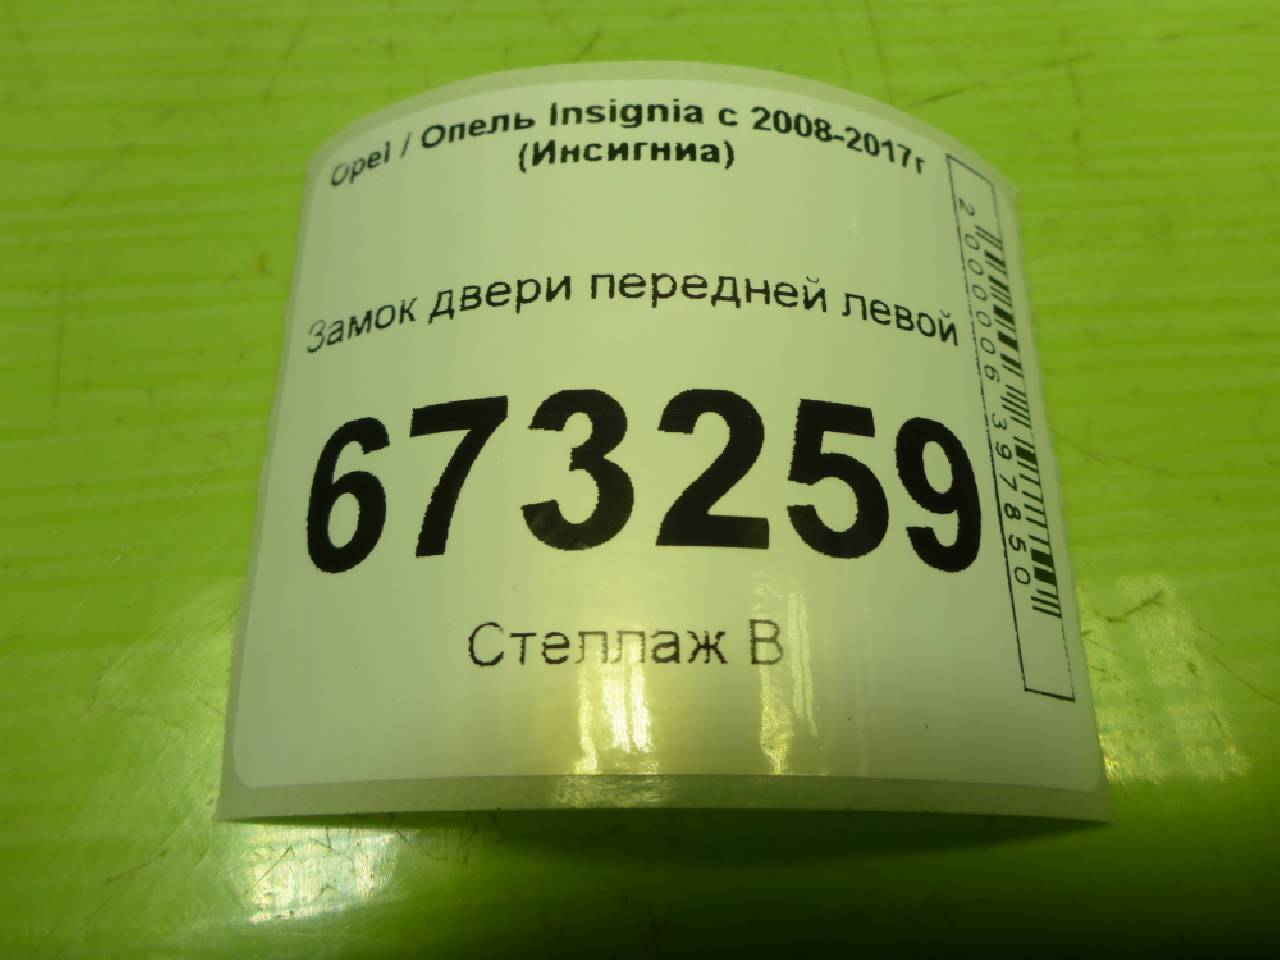 Opel / Опель Insignia с 2008-2017г
(Инсигниа)
Замок двери передней левой
673259
Стеллаж В
2000006397850